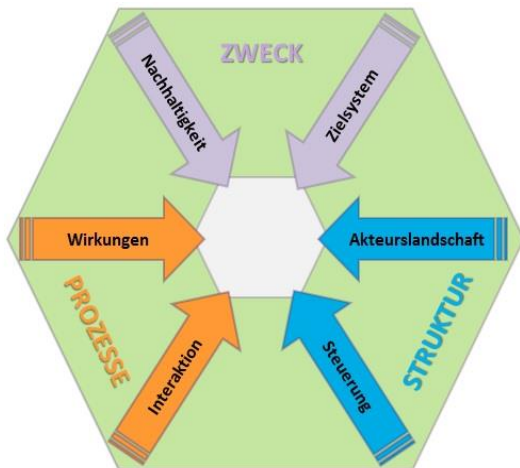 ZWECK
Nachhaltigkeit
Zielsystem
Wirkungen
Akteurslandschaft
PROZESSE
STRUKTUR
Interaktion
Steuerung